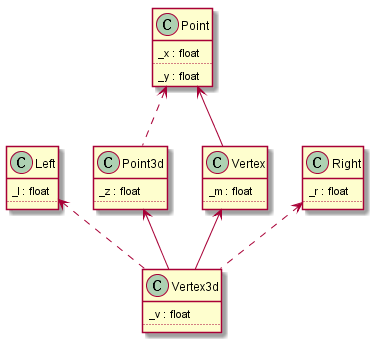 C Point
_x : float
_y : float
C Left
_l : float
C Point3d
_z : float
C Vertex
_m : float
C Right
_r : float
C Vertex3d
_v : float